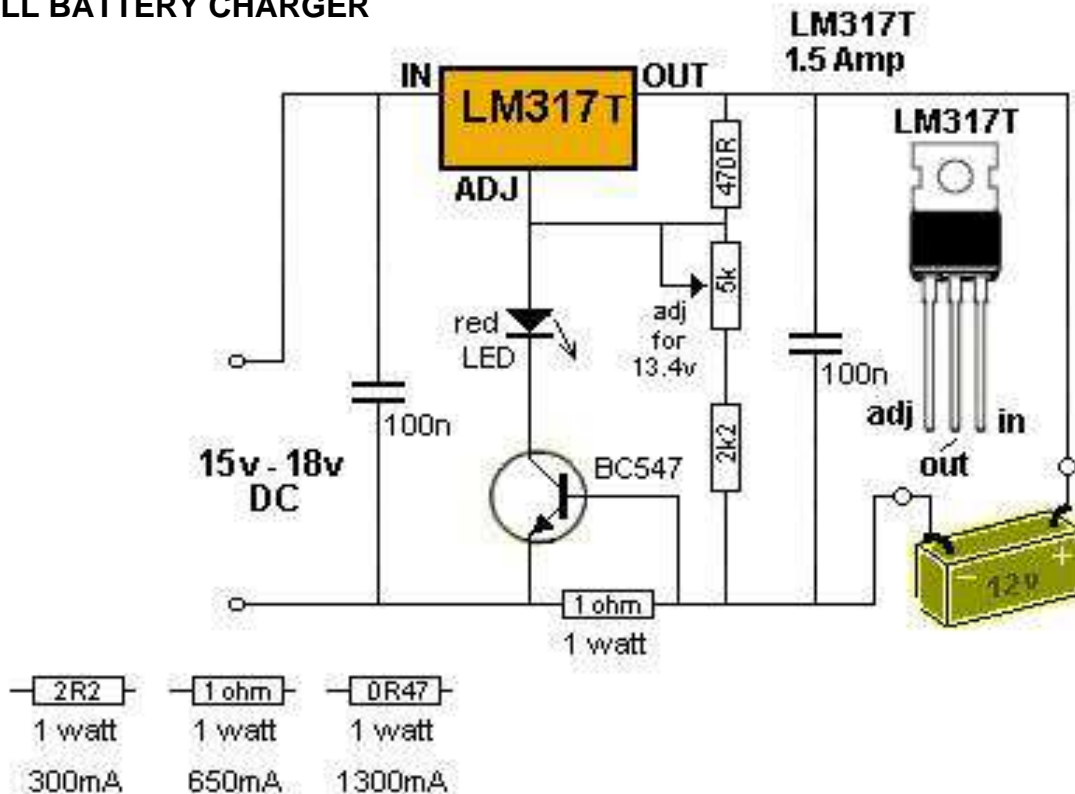 LL BATTERY CHARGER
LM317T
1.5 Amp
IN
LM317T
OUT
LM317T
ADJ
470R
5k
red
LED
adj
for
13.4v
100n
100n
adj
in
out
15v - 18v
DC
BC547
2k2
12v
1 ohm
1 watt
2R2
1 ohm
0R47
1 watt
1 watt
1 watt
300mA
650mA
1300mA